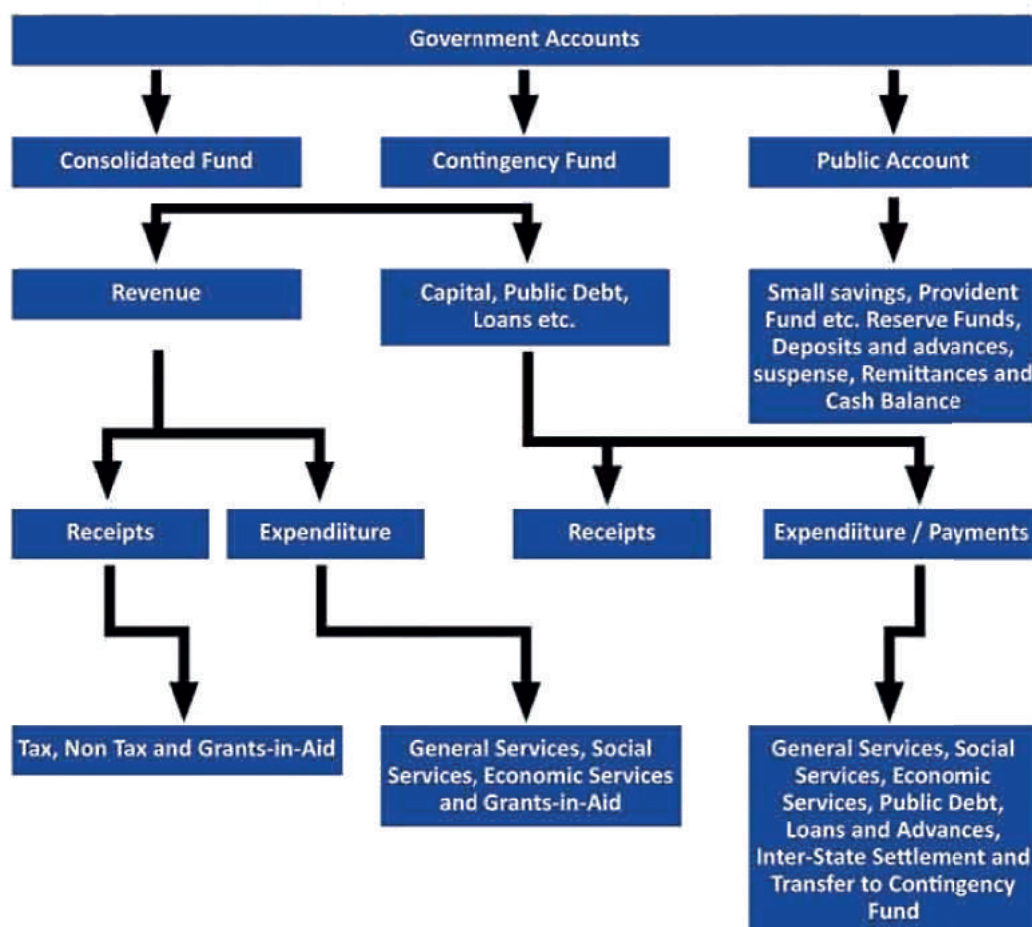 Government Accounts
Consolidated Fund
Contingency Fund
Public Account
Revenue
Capital, Public Debt,
Loans etc.
Small savings, Provident
Fund etc. Reserve Funds,
Deposits and advances,
suspense, Remittances and
Cash Balance
Receipts
Expendiiture
Receipts
Expendiiture / Payments
Tax, Non Tax and Grants-in-Aid
General Services, Social
Services, Economic Services
and Grants-in-Aid
General Services, Social
Services, Economic
Services, Public Debt,
Loans and Advances,
Inter-State Settlement and
Transfer to Contingency
Fund